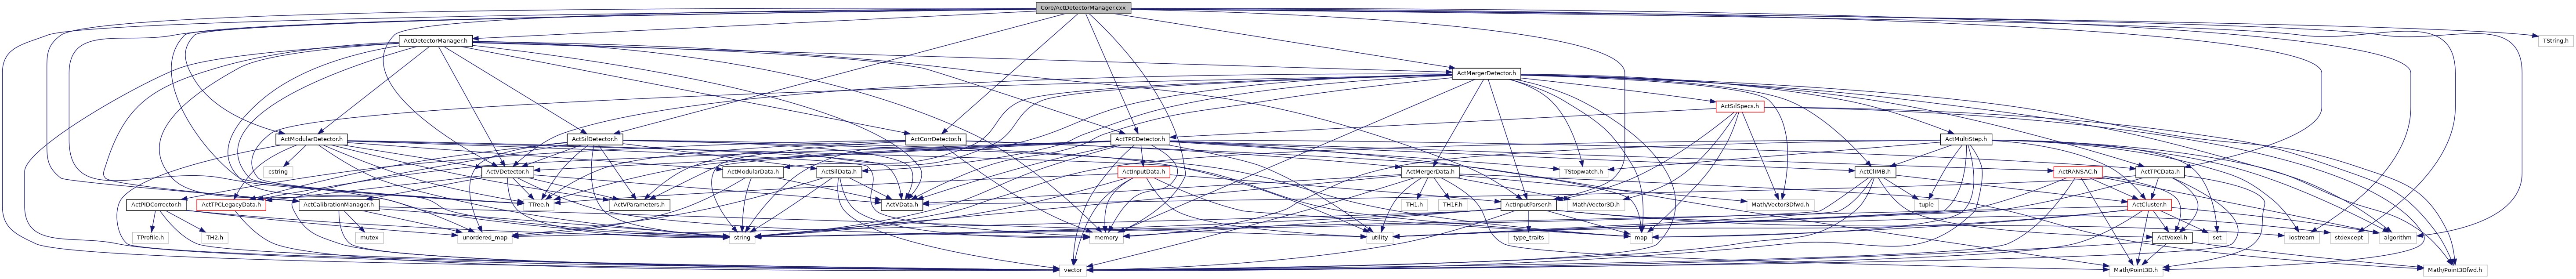 Core/ActDetectorManager.cxx
ActDetectorManager.h
TString.h
ActMergerDetector.h
ActSilSpecs.h
ActModularDetector.h
ActSilDetector.h
ActCorrDetector.h
ActTPCDetector.h
ActMultiStep.h
cstring
ActVDetector.h
ActModularData.h
ActSilData.h
ActInputData.h
ActMergerData.h
TStopwatch.h
ActClIMB.h
ActRANSAC.h
ActTPCData.h
ActPIDCorrector.h
ActTPCLegacyData.h
ActCalibrationManager.h
TTree.h
ActVParameters.h
ActVData.h
TH1.h
TH1F.h
ActInputParser.h
Math/Vector3D.h
Math/Vector3Dfwd.h
tuple
ActCluster.h
TProfile.h
TH2.h
mutex
unordered_map
string
memory
utility
type_traits
map
ActVoxel.h
set
iostream
stdexcept
algorithm
vector
Math/Point3D.h
Math/Point3Dfwd.h